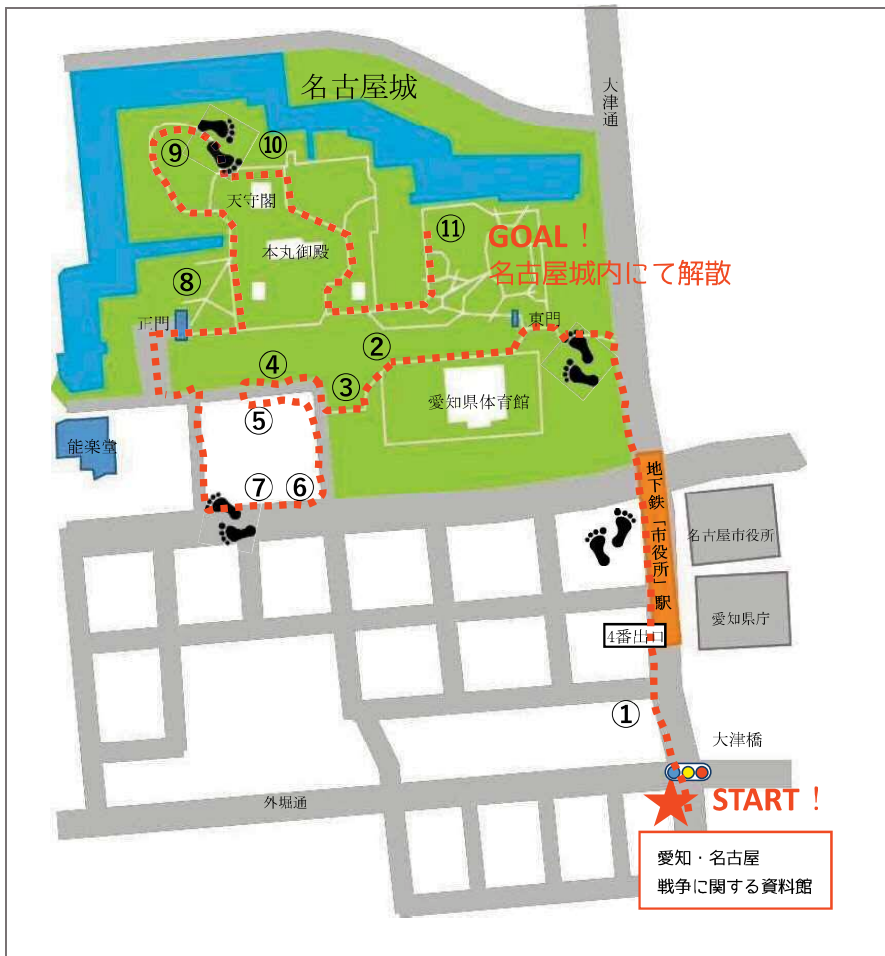 名古屋城
大津通
⑨
⑩
天守閣
⑪
GOAL！
本丸御殿
名古屋城内にて解散
⑧
正門
東門
②
④
③
愛知県体育館
⑤
能楽堂
⑦
⑥
地下鉄「市役所」駅
名古屋市役所
愛知県庁
4番出口
①
大津橋
外堀通
START！
愛知・名古屋
戦争に関する資料館